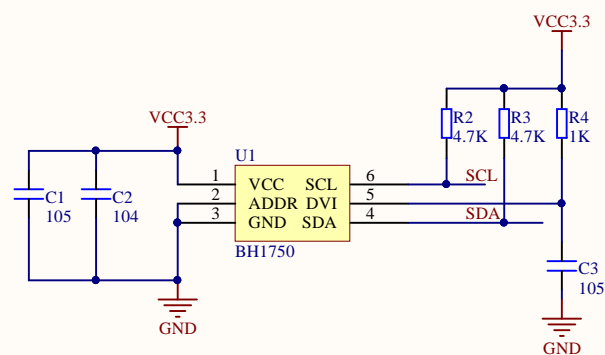 VCC3.3
VCC3.3
R2
4.7K
R3
4.7K
R4
1K
U1
1 VCC SCL 6 SCL
2 ADDR DVI 5
3 GND SDA 4 SDA
BH1750
C1
105
C2
104
C3
105
GND
GND